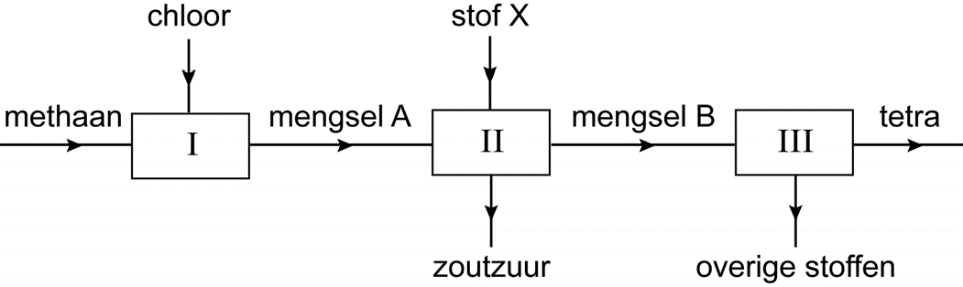 chloor
stof X
methaan
I
mengsel A
II
mengsel B
III
tetra
zoutzuur
overige stoffen